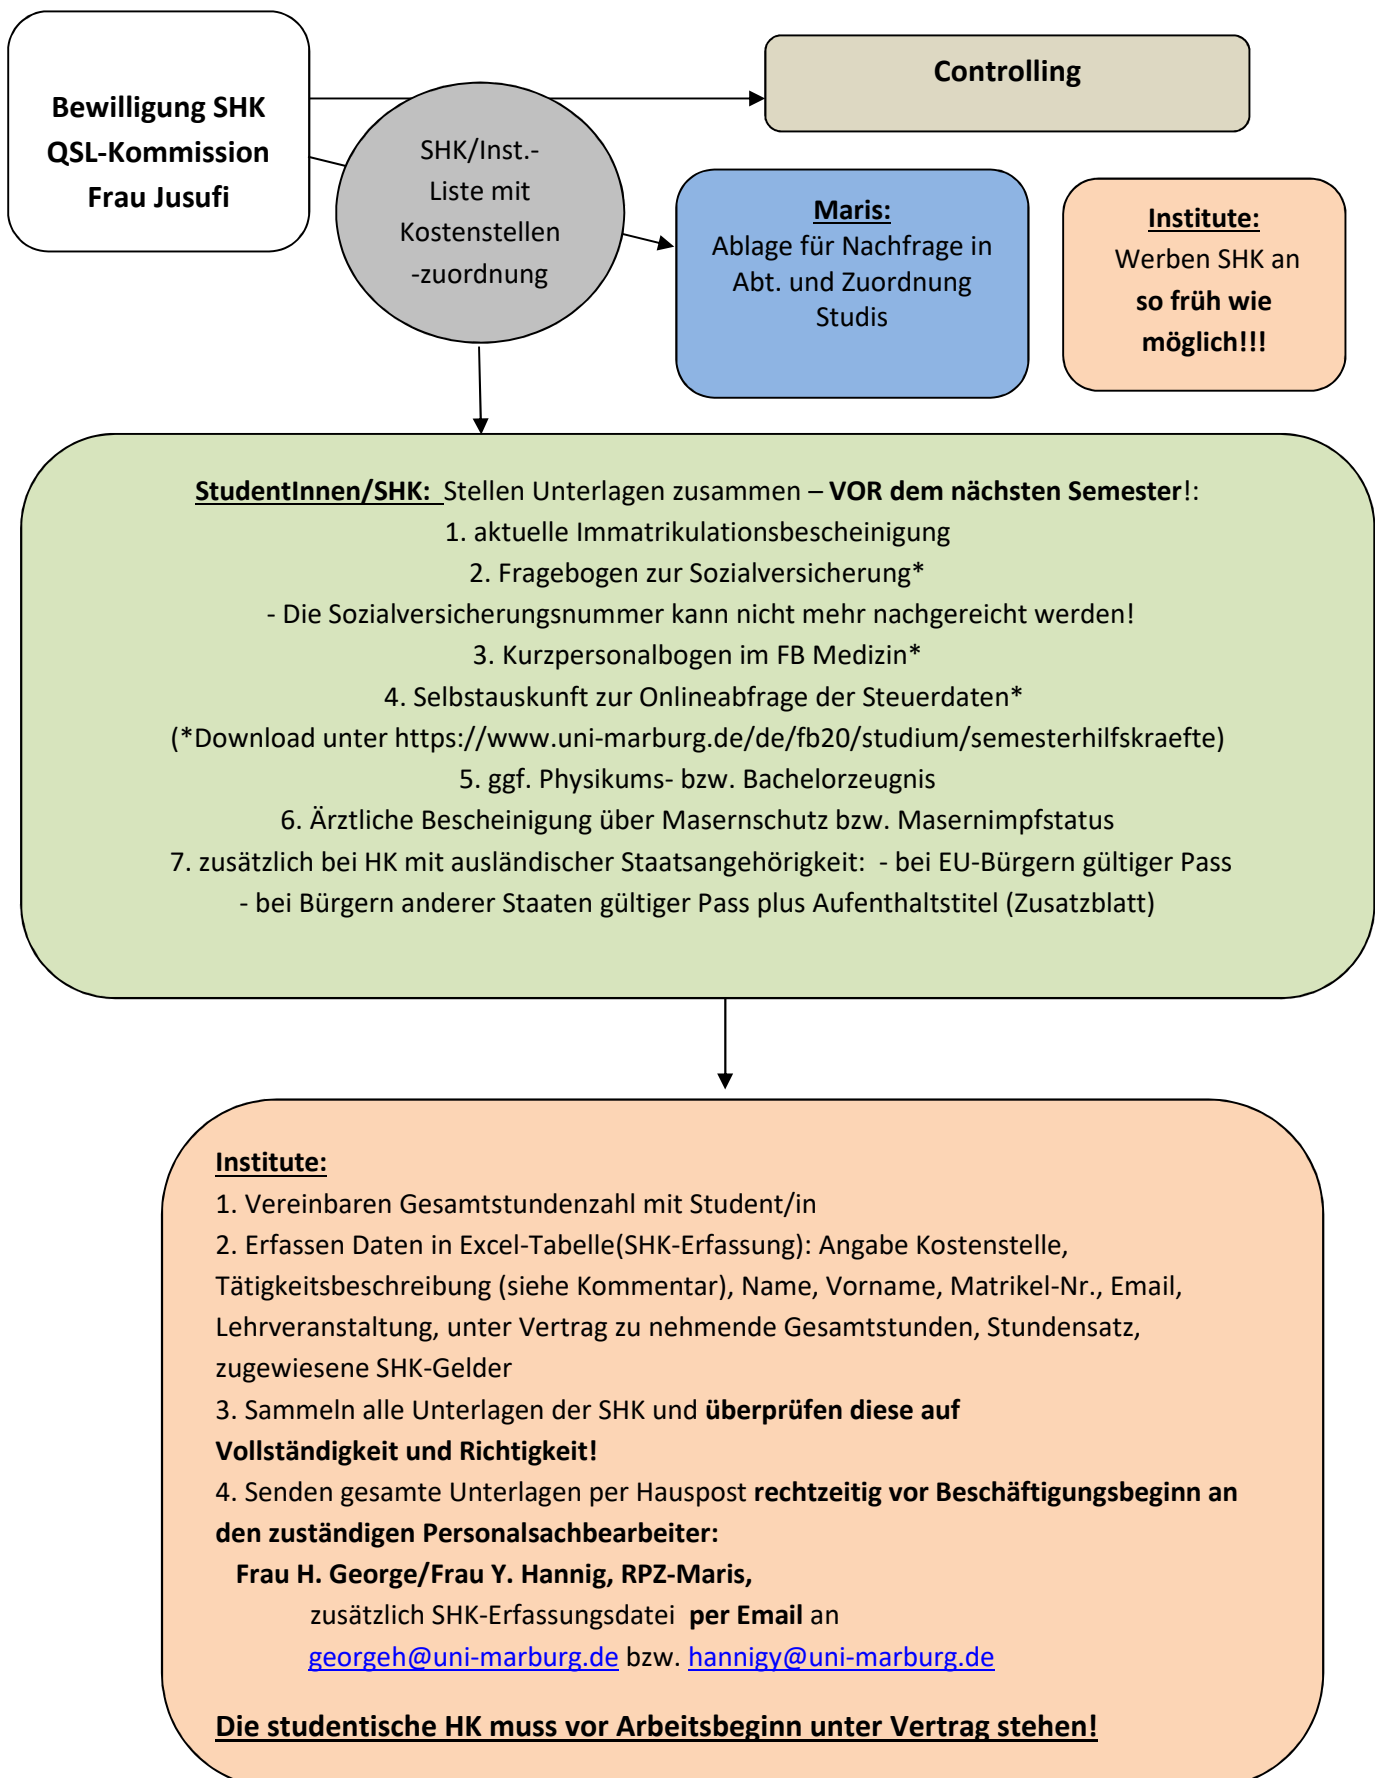 Bewilligung SHK
QSL-Kommission
Frau Jusufi
SHK/Inst.-
Liste mit
Kostenstellen
-zuordnung
Controlling
Maris:
Ablage für Nachfrage in
Abt. und Zuordnung
Studis
Institute:
Werben SHK an
so früh wie
möglich!!!
StudentInnen/SHK: Stellen Unterlagen zusammen – VOR dem nächsten Semester!:
1. aktuelle Immatrikulationsbescheinigung
2. Fragebogen zur Sozialversicherung*
- Die Sozialversicherungsnummer kann nicht mehr nachgereicht werden!
3. Kurzpersonalbogen im FB Medizin*
4. Selbstauskunft zur Onlineabfrage der Steuerdaten*
(*Download unter https://www.uni-marburg.de/de/fb20/studium/semesterhilfskraefte)
5. ggf. Physikums- bzw. Bachelorzeugnis
6. Ärztliche Bescheinigung über Masernschutz bzw. Masernimpfstatus
7. zusätzlich bei HK mit ausländischer Staatsangehörigkeit: - bei EU-Bürgern gültiger Pass
- bei Bürgern anderer Staaten gültiger Pass plus Aufenthaltstitel (Zusatzblatt)
Institute:
1. Vereinbaren Gesamtstundenzahl mit Student/in
2. Erfassen Daten in Excel-Tabelle(SHK-Erfassung): Angabe Kostenstelle,
Tätigkeitsbeschreibung (siehe Kommentar), Name, Vorname, Matrikel-Nr., Email,
Lehrveranstaltung, unter Vertrag zu nehmende Gesamtstunden, Stundensatz,
zugewiesene SHK-Gelder
3. Sammeln alle Unterlagen der SHK und überprüfen diese auf
Vollständigkeit und Richtigkeit!
4. Senden gesamte Unterlagen per Hauspost rechtzeitig vor Beschäftigungsbeginn an
den zuständigen Personalsachbearbeiter:
Frau H. George/Frau Y. Hannig, RPZ-Maris,
zusätzlich SHK-Erfassungsdatei per Email an
georgeh@uni-marburg.de bzw. hannigy@uni-marburg.de
Die studentische HK muss vor Arbeitsbeginn unter Vertrag stehen!